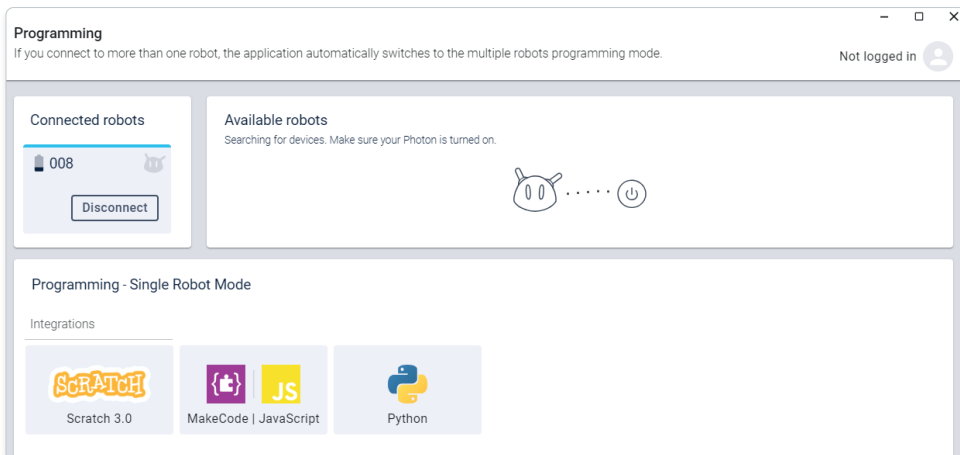 Programming
If you connect to more than one robot, the application automatically switches to the multiple robots programming mode.
Not logged in
Connected robots
008
Disconnect
Available robots
Searching for devices. Make sure your Photon is turned on.
Programming - Single Robot Mode
Integrations
SCRATCH
Scratch 3.0
JS
MakeCode | JavaScript
Python